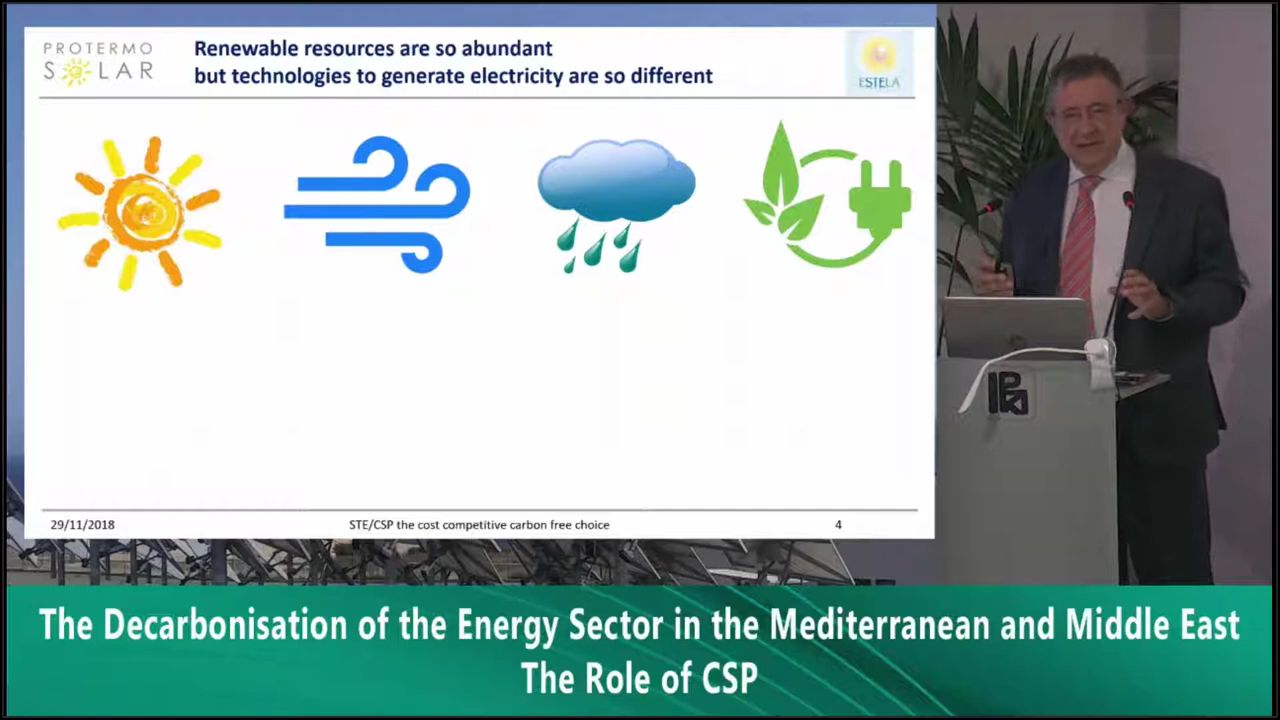 PROTERMO
SOLAR
Renewable resources are so abundant
but technologies to generate electricity are so different
ESTELA
29/11/2018
STE/CSP the cost competitive carbon free choice
4
The Decarbonisation of the Energy Sector in the Mediterranean and Middle East
The Role of CSP